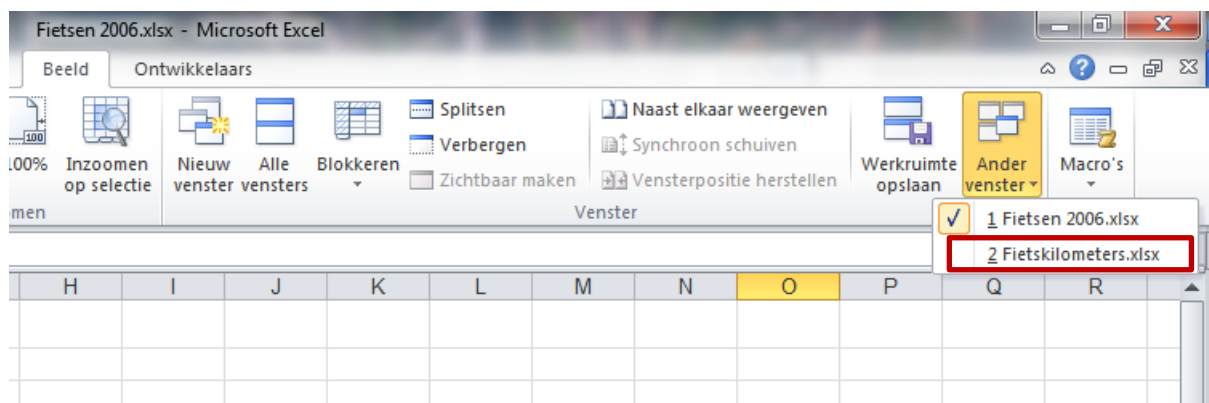 Fietsen 2006.xlsx - Microsoft Excel
Beeld Ontwikkelaars
100
100% Inzoomen op selectie
Nieuw venster
Alle vensters
Blokkeren
Splitsen
Verbergen
Zichtbaar maken
Naast elkaar weergeven
Synchroon schuiven
Vensterpositie herstellen
Werkruimte opslaan
Ander venster
Macro's
men
Venster
1 Fietsen 2006.xlsx
2 Fietskilometers.xlsx
H I J K L M N O P Q R